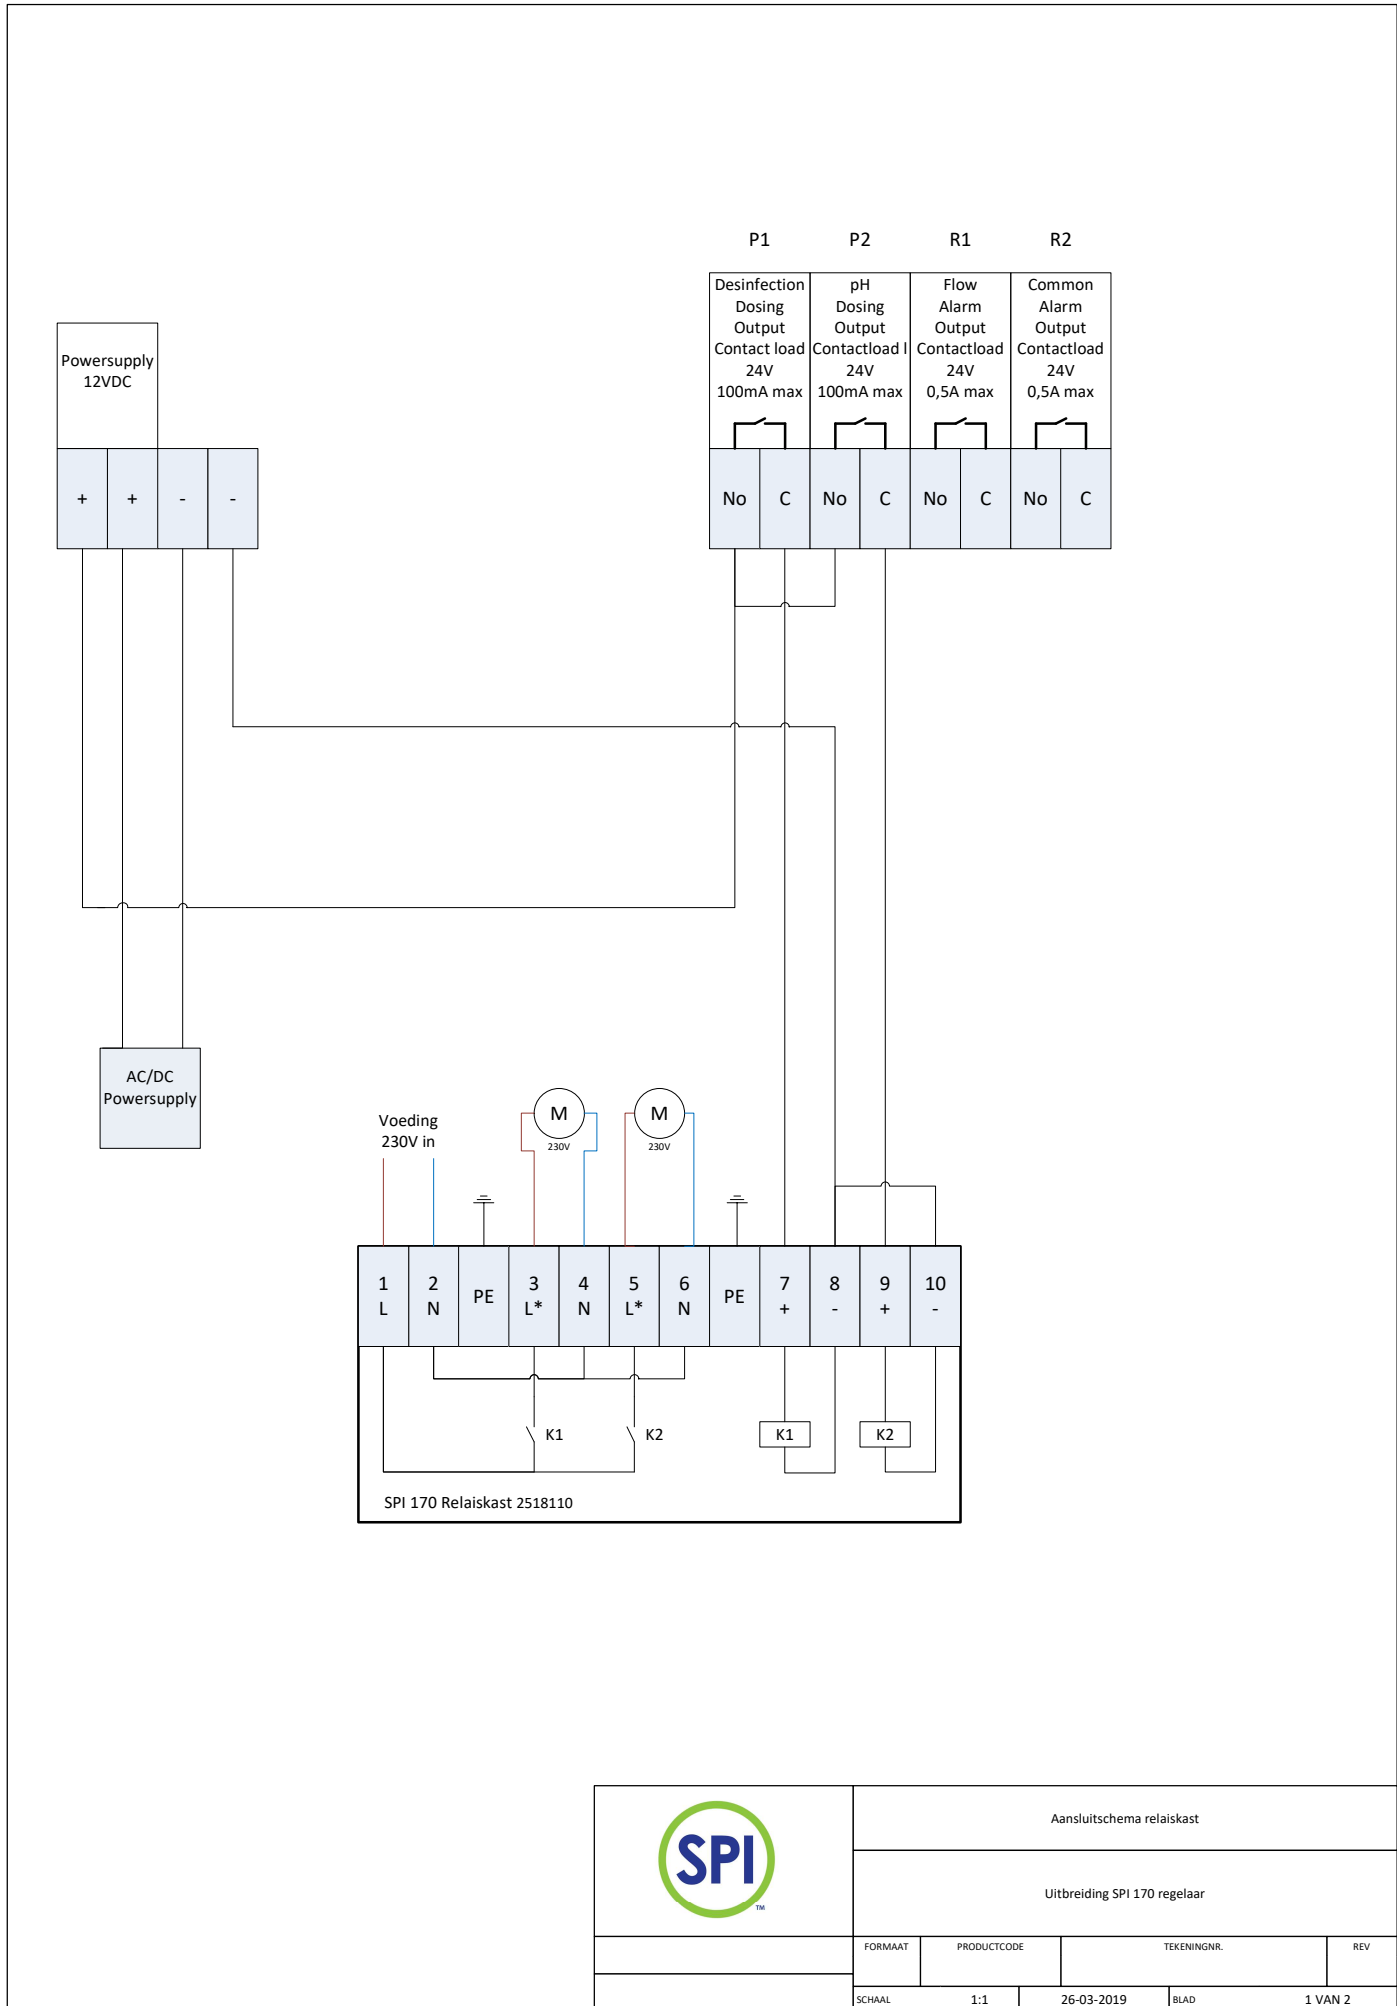 P1 P2 R1 R2
Desinfection
Dosing
Output
Contact load
24V
100mA max
pH
Dosing
Output
Contactload l
24V
100mA max
Flow
Alarm
Output
Contactload
24V
0,5A max
Common
Alarm
Output
Contactload
24V
0,5A max
Powersupply
12VDC
+ + - -
No C No C No C No C
AC/DC
Powersupply
Voeding
230V in
M
230V
M
230V
1 2 PE 3 4 5 6 PE 7 8 9 10
L N L* N L* N + - + -
K1 K2 K1 K2
SPI 170 Relaiskast 2518110
SPI
TM
Aansluitschema relaiskast
Uitbreiding SPI 170 regelaar
FORMAAT PRODUCTCODE TEKENINGNR. REV
SCHAAL 1:1 26-03-2019 BLAD 1 VAN 2